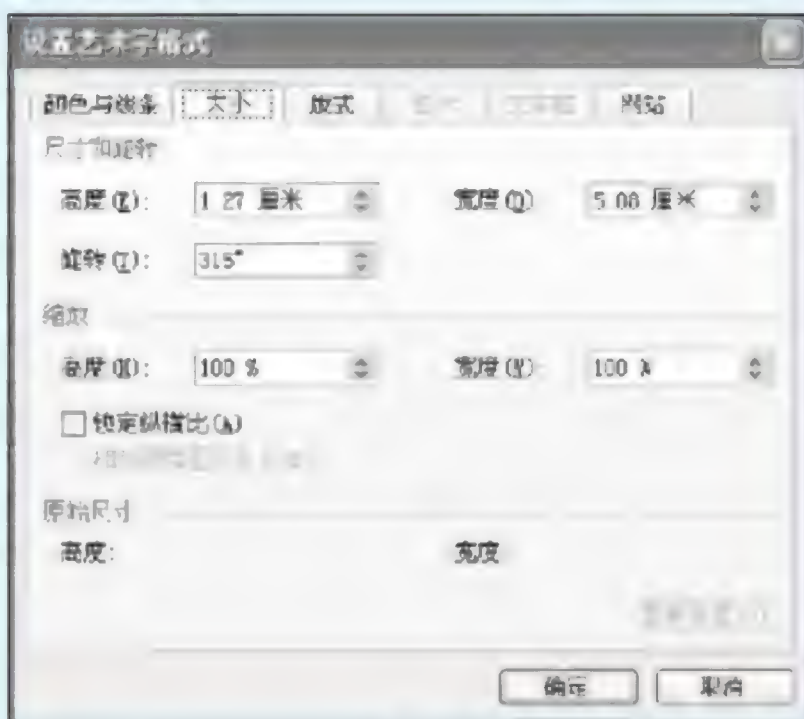 设置艺术字格式
颜色与线条 大小 版式 网站
尺寸和旋转
高度(E): 1.27 厘米 宽度(D) 5.08 厘米
旋转(T): 315°
缩放
高度(H): 100 % 宽度(W) 100 %
锁定纵横比(A)
原始尺寸
高度: 宽度
确定 取消